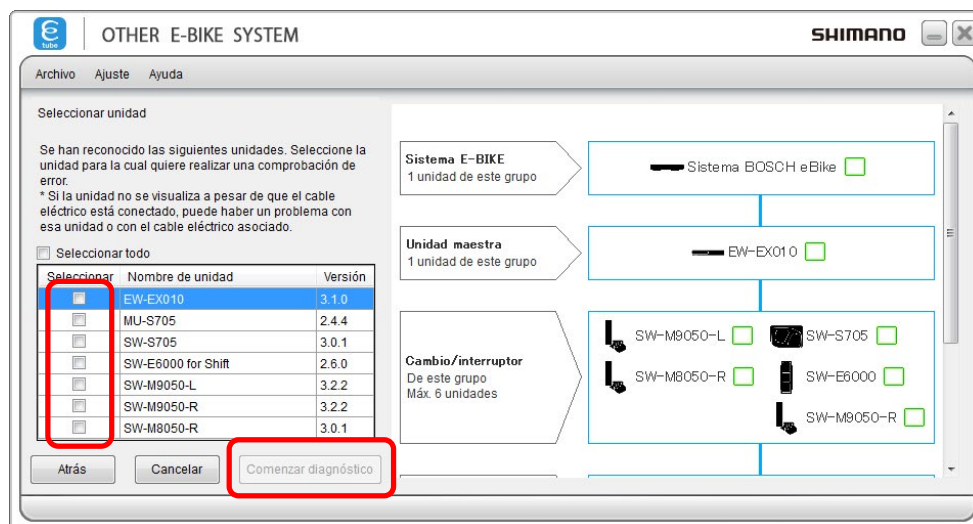 E
tube
OTHER E-BIKE SYSTEM
SHIMANO
Archivo Ajuste Ayuda
Seleccionar unidad
Se han reconocido las siguientes unidades. Seleccione la
unidad para la cual quiere realizar una comprobación de
error.
* Si la unidad no se visualiza a pesar de que el cable
eléctrico está conectado, puede haber un problema con
esa unidad o con el cable eléctrico asociado.
Seleccionar todo
Seleccionar Nombre de unidad Versión
EW-EX010 3.1.0
MU-S705 2.4.4
SW-S705 3.0.1
SW-E6000 for Shift 2.6.0
SW-M9050-L 3.2.2
SW-M9050-R 3.2.2
SW-M8050-R 3.0.1
Atrás Cancelar Comenzar diagnóstico
Sistema E-BIKE
1 unidad de este grupo
Sistema BOSCH eBike
Unidad maestra
1 unidad de este grupo
EW-EX010
Cambio/interruptor
De este grupo
Máx. 6 unidades
SW-M9050-L SW-S705
SW-M8050-R SW-E6000
SW-M9050-R